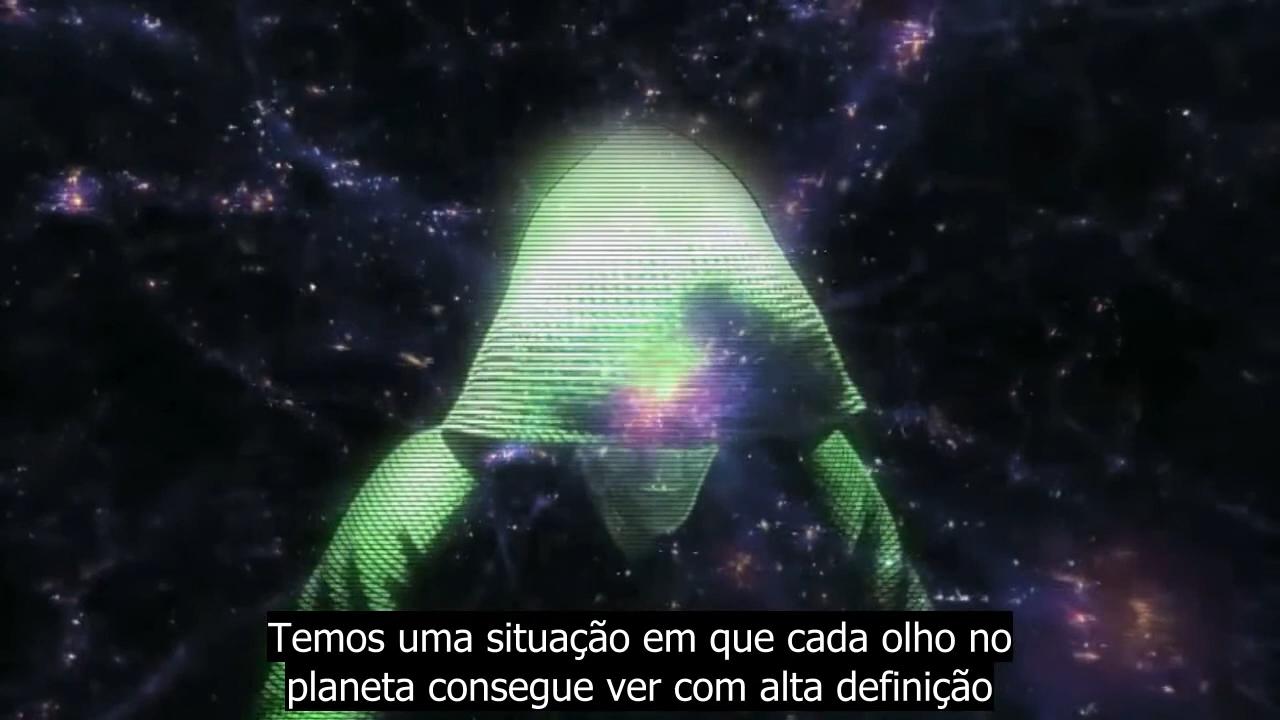 Temos uma situação em que cada olho no
planeta consegue ver com alta definição